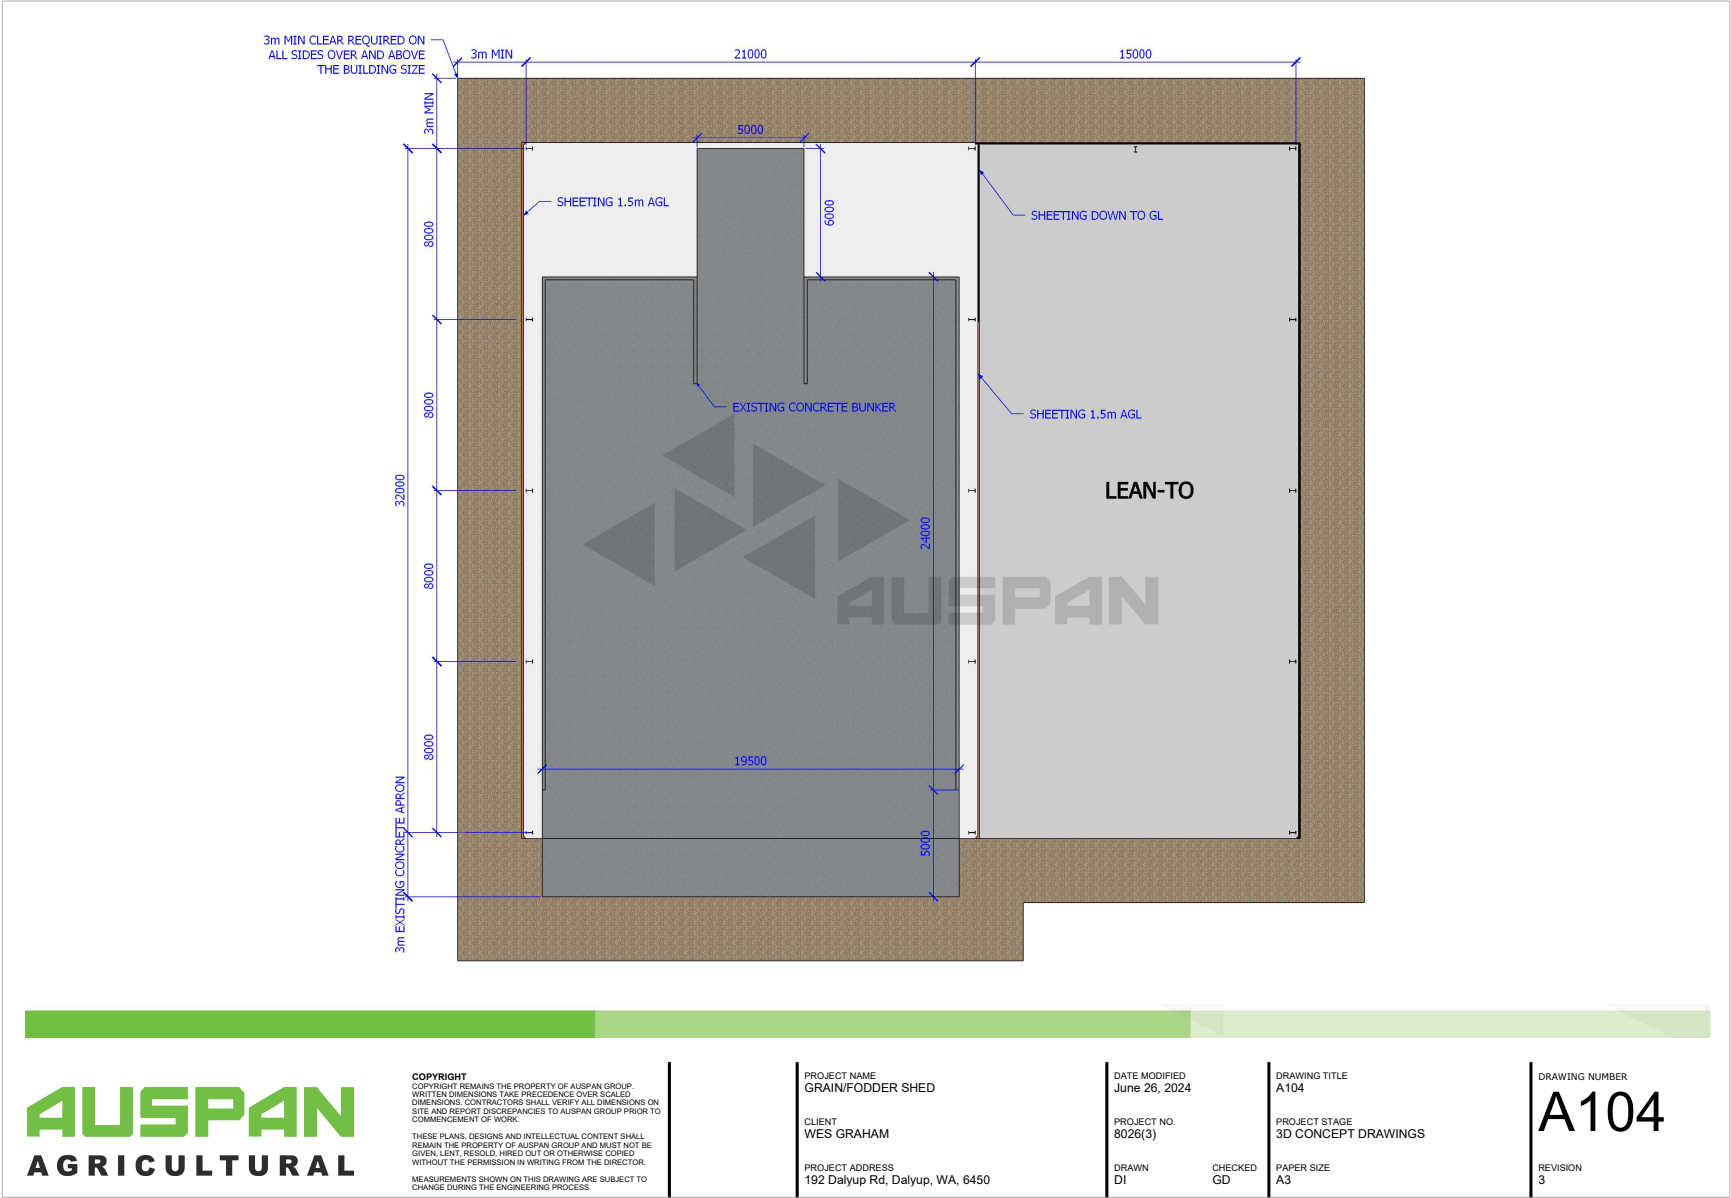 3m MIN CLEAR REQUIRED ON
ALL SIDES OVER AND ABOVE
THE BUILDING SIZE
3m MIN
21000
15000
3m MIN
5000
SHEETING 1.5m AGL
6000
SHEETING DOWN TO GL
8000
EXISTING CONCRETE BUNKER
SHEETING 1.5m AGL
8000
32000
LEAN-TO
24000
8000
AUSPAN
8000
19500
5000
3m EXISTING CONCRETE APRON
AUSPAN
AGRICULTURAL
COPYRIGHT
COPYRIGHT REMAINS THE PROPERTY OF AUSPAN GROUP.
WRITTEN DIMENSIONS TAKE PRECEDENCE OVER SCALED
DIMENSIONS. CONTRACTORS SHALL VERIFY ALL DIMENSIONS ON
SITE AND REPORT DISCREPANCIES TO AUSPAN GROUP PRIOR TO
COMMENCEMENT OF WORK.
THESE PLANS, DESIGNS AND INTELLECTUAL CONTENT SHALL
REMAIN THE PROPERTY OF AUSPAN GROUP AND MUST NOT BE
GIVEN, LENT, RESOLD, HIRED OUT OR OTHERWISE COPIED
WITHOUT THE PERMISSION IN WRITING FROM THE DIRECTOR.
MEASUREMENTS SHOWN ON THIS DRAWING ARE SUBJECT TO
CHANGE DURING THE ENGINEERING PROCESS.
PROJECT NAME
GRAIN/FODDER SHED
CLIENT
WES GRAHAM
PROJECT ADDRESS
192 Dalyup Rd, Dalyup, WA, 6450
DATE MODIFIED
June 26, 2024
PROJECT NO.
8026(3)
DRAWN
DI
CHECKED
GD
DRAWING TITLE
A104
PROJECT STAGE
3D CONCEPT DRAWINGS
PAPER SIZE
A3
DRAWING NUMBER
A104
REVISION
3